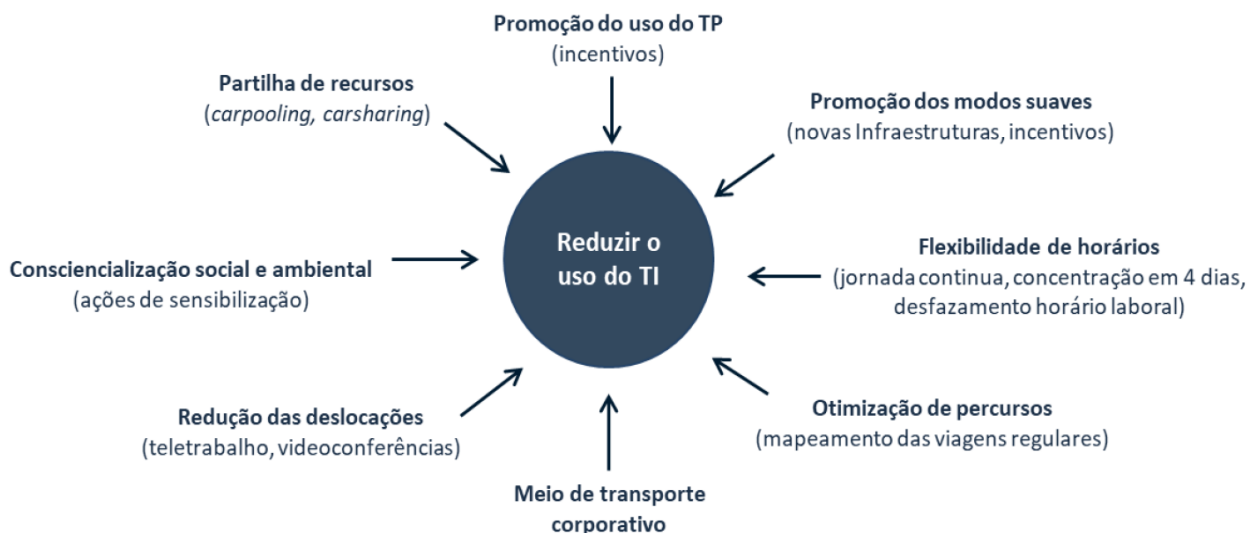 Promoção do uso do TP
(incentivos)
Partilha de recursos
(carpooling, carsharing)
Promoção dos modos suaves
(novas Infraestruturas, incentivos)
Reduzir o
uso do TI
Flexibilidade de horários
(jornada continua, concentração em 4 dias,
desfazamento horário laboral)
Consciencialização social e ambiental
(ações de sensibilização)
Redução das deslocações
(teletrabalho, videoconferências)
Otimização de percursos
(mapeamento das viagens regulares)
Meio de transporte
corporativo